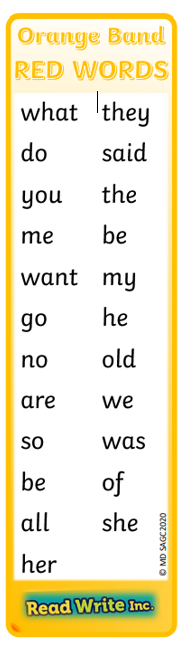 Orange Band
RED WORDS
what they
do said
you the
me be
want my
go he
no old
are we
so was
be of
all she
her
© MD SAGC2020
Read Write Inc.